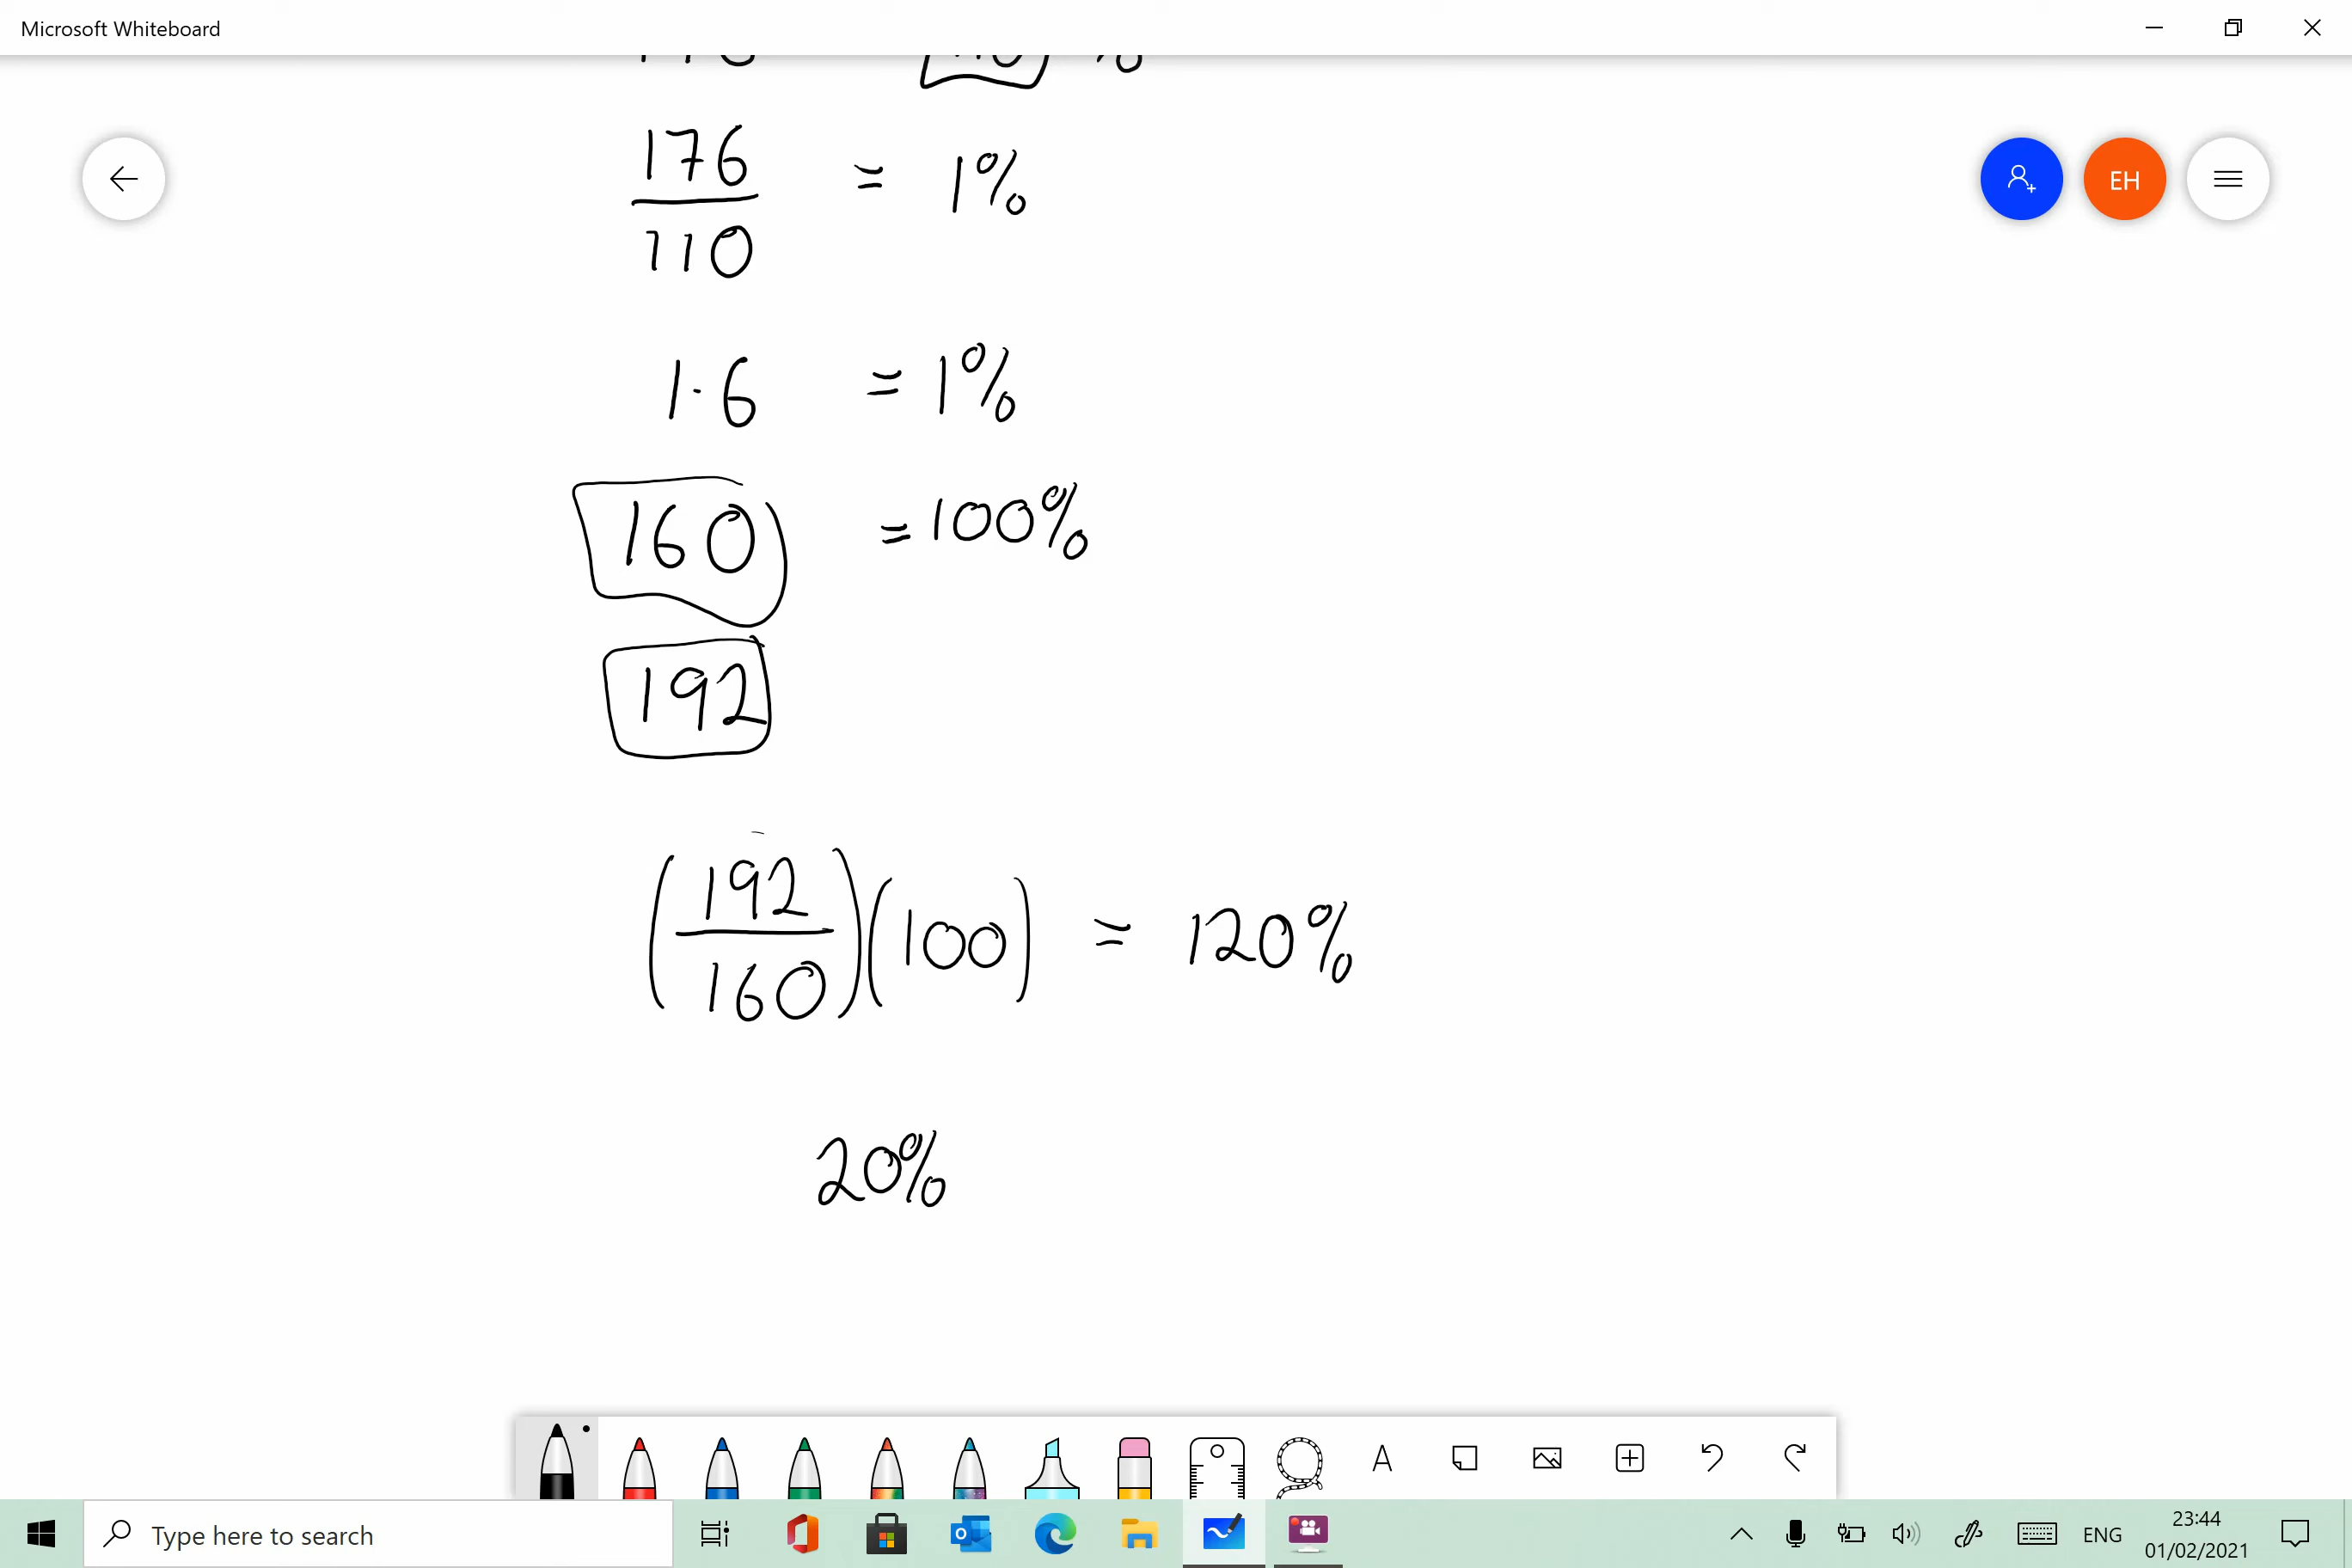 Microsoft Whiteboard
176
= 1%
110
EH
1.6 = 1%
160 = 100%
192
(192/160)(100) = 120%
20%
A
Type here to search
ENG
23:44
01/02/2021